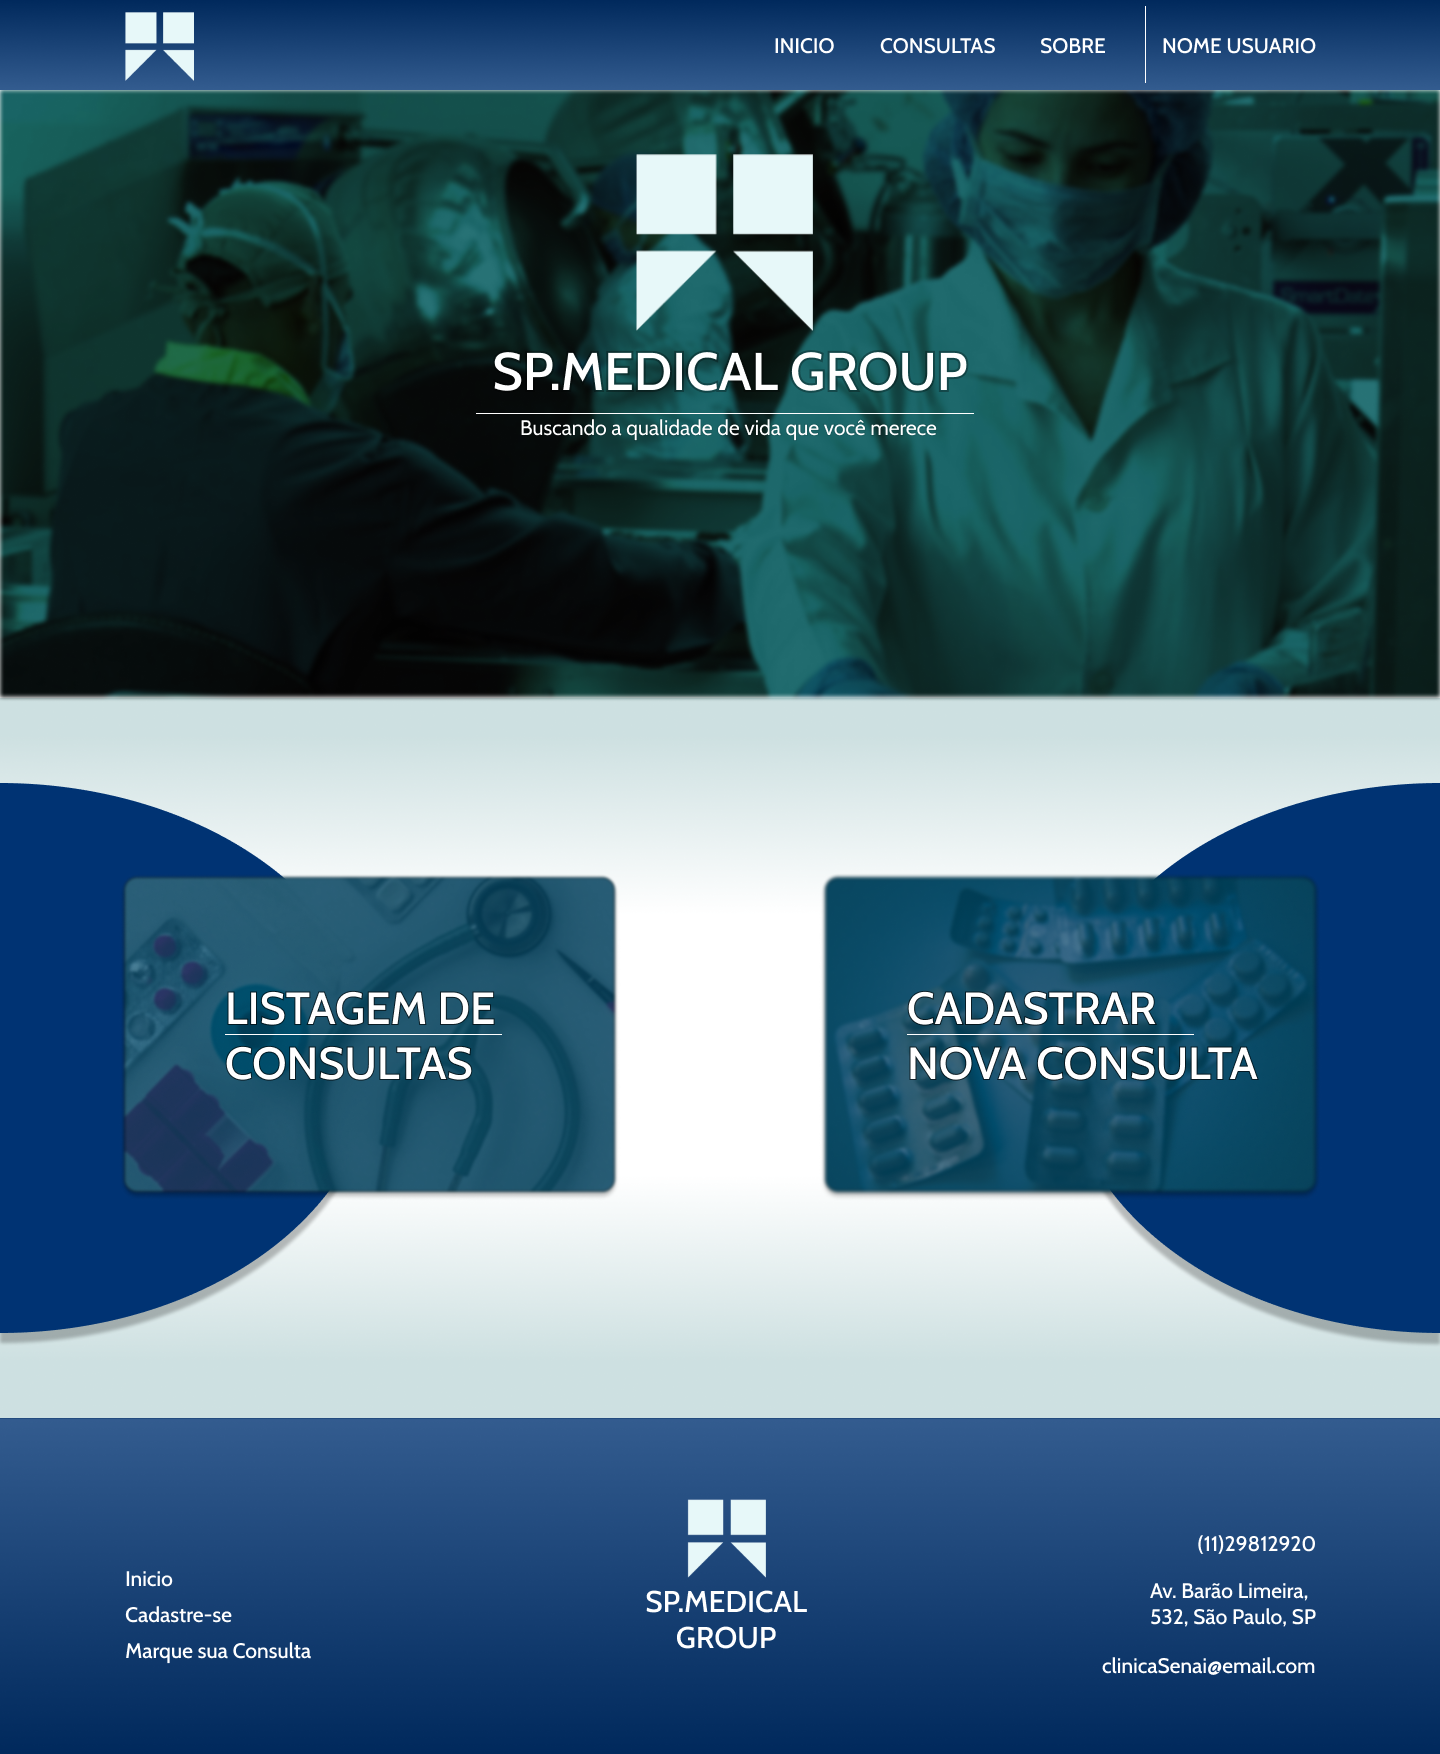 INICIO
CONSULTAS
SOBRE
NOME USUARIO
SP.MEDICAL GROUP
Buscando a qualidade de vida que você merece
LISTAGEM DE
CONSULTAS
CADASTRAR
NOVA CONSULTA
Inicio
Cadastre-se
Marque sua Consulta
SP.MEDICAL
GROUP
(11)29812920
Av. Barão Limeira,
532, São Paulo, SP
clinicaSenai@email.com